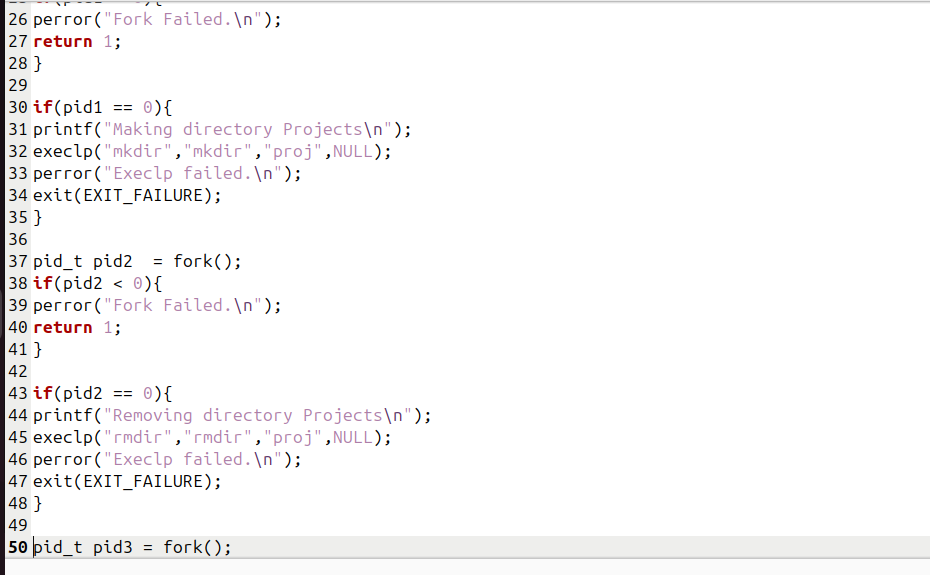 26 perror("Fork Failed.\n");
27 return 1;
28 }
29
30 if(pid1 == 0){
31 printf("Making directory Projects\n");
32 execlp("mkdir","mkdir","proj",NULL);
33 perror("Execlp failed.\n");
34 exit(EXIT_FAILURE);
35 }
36
37 pid_t pid2  = fork();
38 if(pid2 < 0){
39 perror("Fork Failed.\n");
40 return 1;
41 }
42
43 if(pid2 == 0){
44 printf("Removing directory Projects\n");
45 execlp("rmdir","rmdir","proj",NULL);
46 perror("Execlp failed.\n");
47 exit(EXIT_FAILURE);
48 }
49
50 pid_t pid3 = fork();